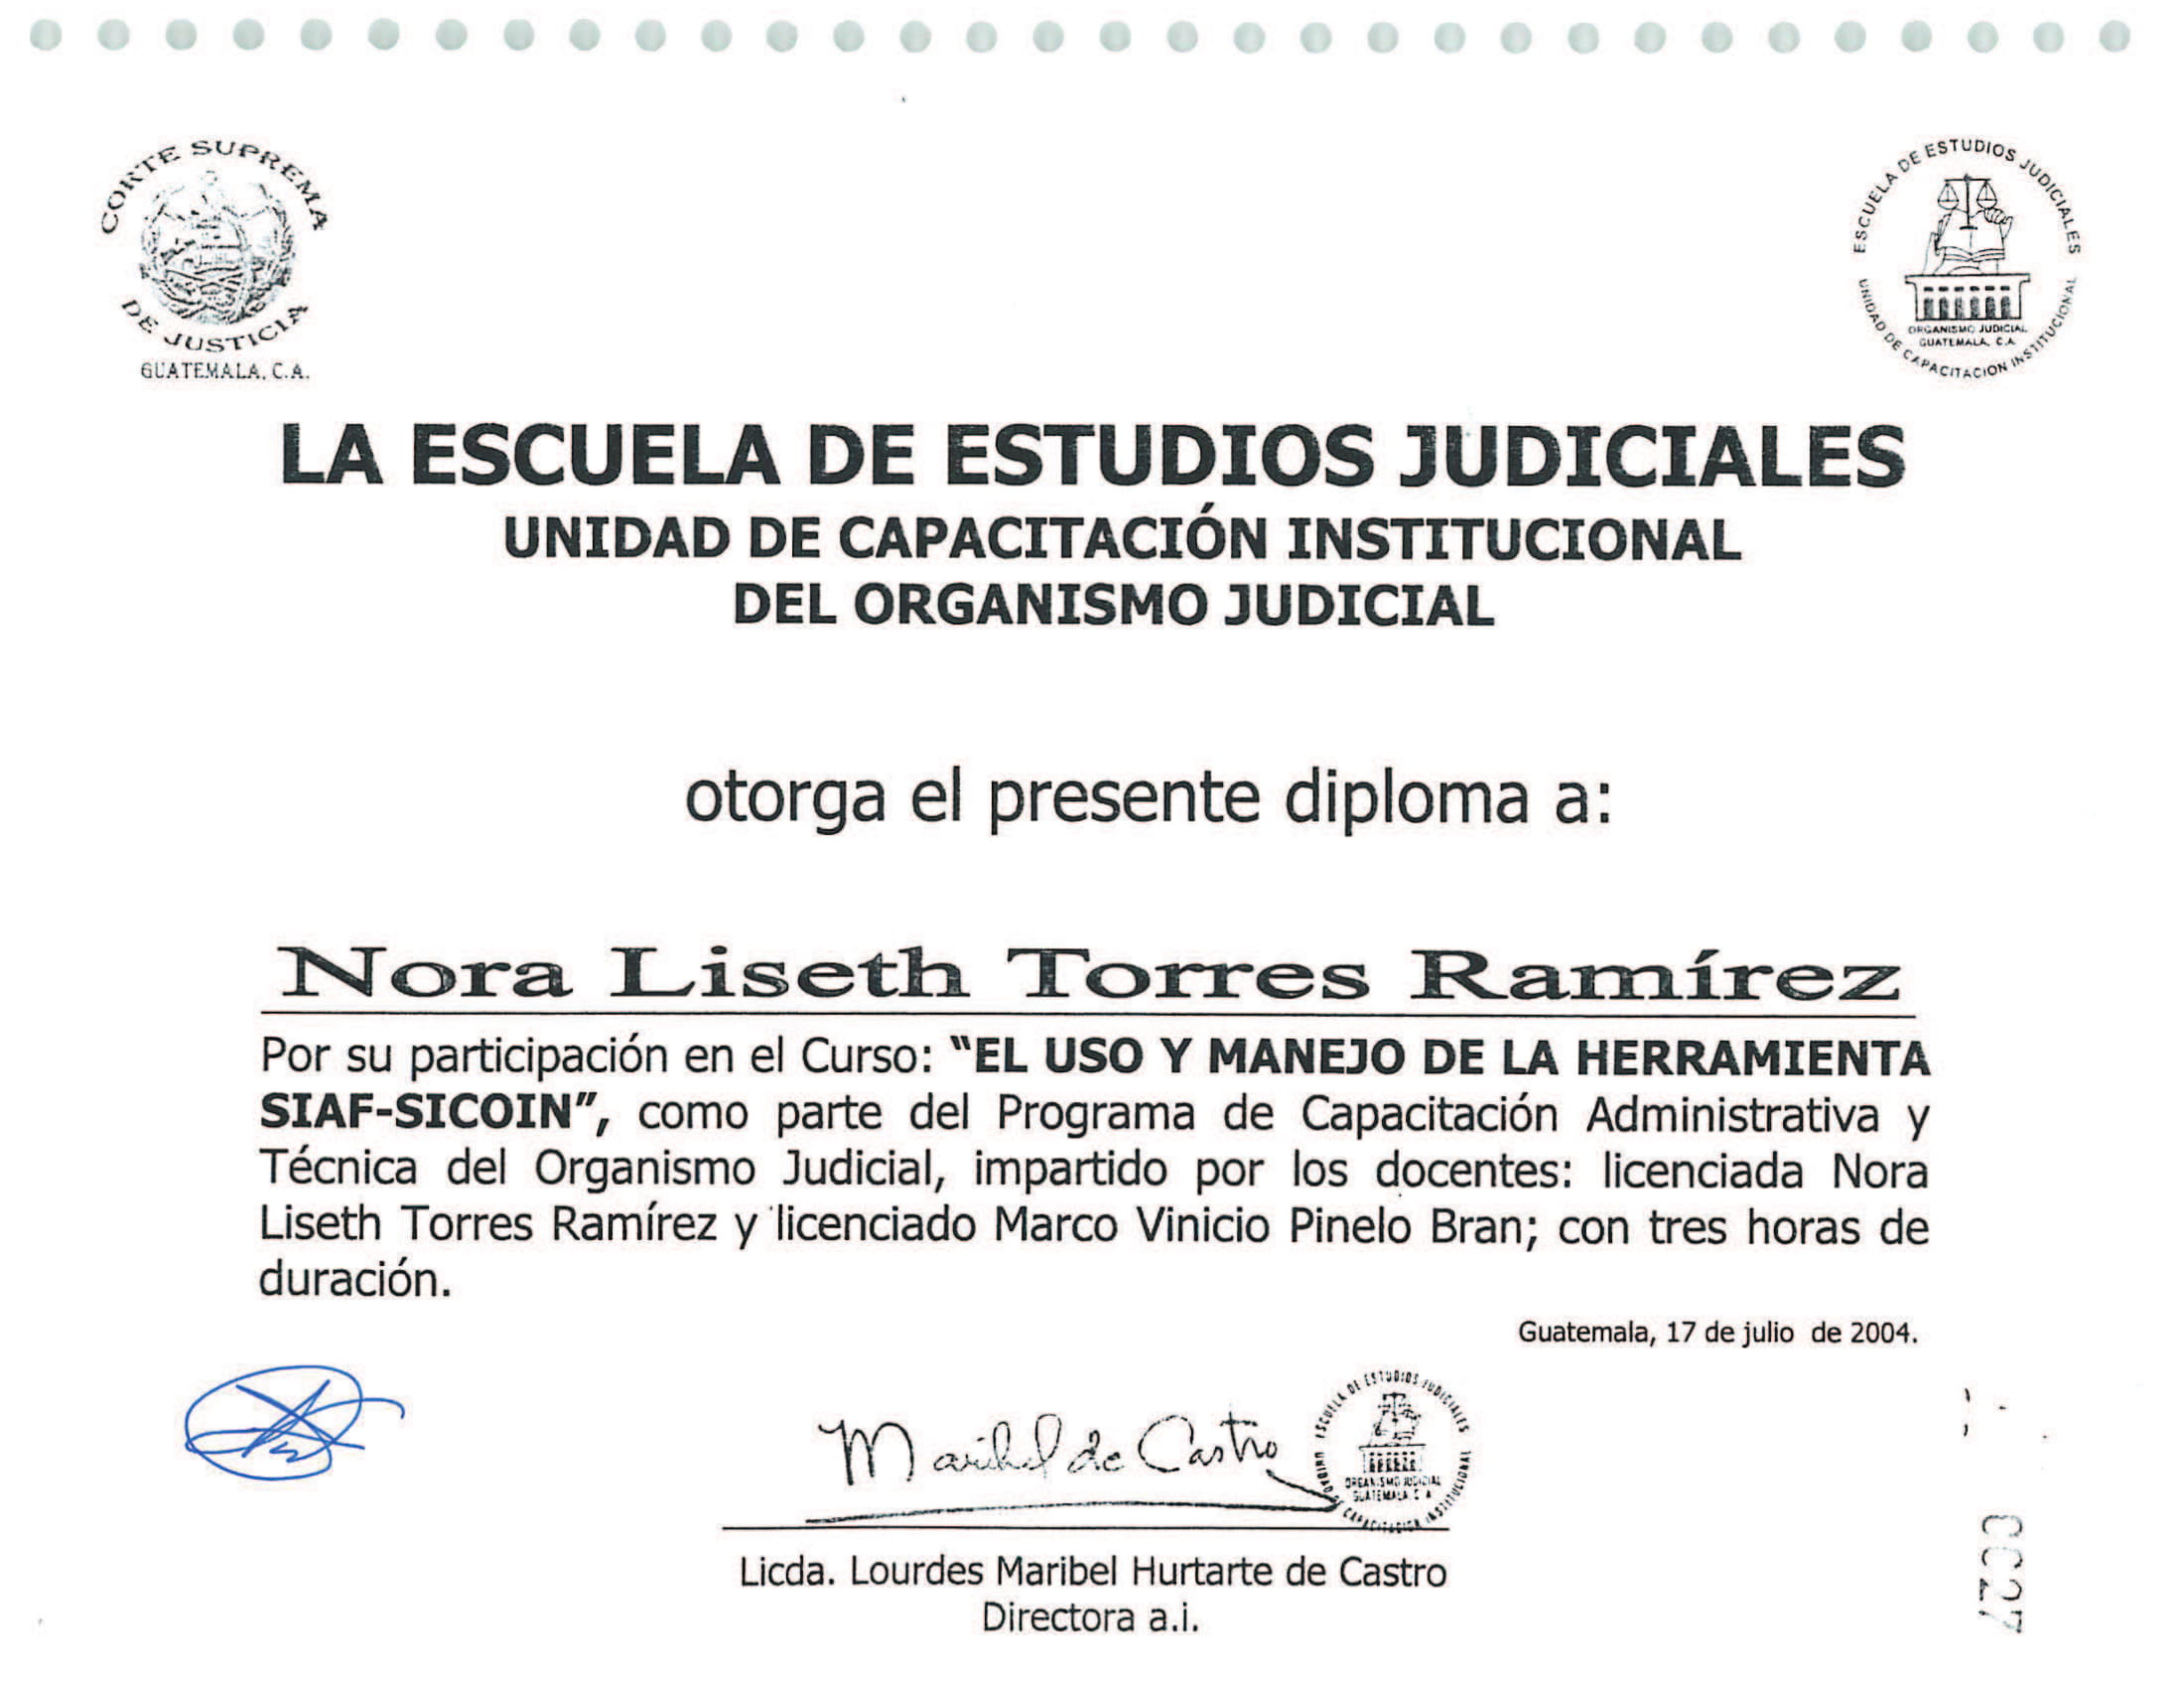 CORTE SUPREMA
DE JUSTICIA
GUATEMALA, C.A.
ESCUELA DE ESTUDIOS JUDICIALES
ORGANISMO JUDICIAL
GUATEMALA, C.A.
UNIDAD DE CAPACITACION INSTITUCIONAL
LA ESCUELA DE ESTUDIOS JUDICIALES
UNIDAD DE CAPACITACIÓN INSTITUCIONAL
DEL ORGANISMO JUDICIAL
otorga el presente diploma a:
Nora Liseth Torres Ramírez
Por su participación en el Curso: “EL USO Y MANEJO DE LA HERRAMIENTA
SIAF-SICOIN”, como parte del Programa de Capacitación Administrativa y
Técnica del Organismo Judicial, impartido por los docentes: licenciada Nora
Liseth Torres Ramírez y licenciado Marco Vinicio Pinelo Bran; con tres horas de
duración.
Guatemala, 17 de julio de 2004.
Maribel de Castro
ESCUELA DE ESTUDIOS JUDICIALES
ORGANISMO JUDICIAL
GUATEMALA C A
UNIDAD DE CAPACITACION INSTITUCIONAL
Licda. Lourdes Maribel Hurtarte de Castro
Directora a.i.